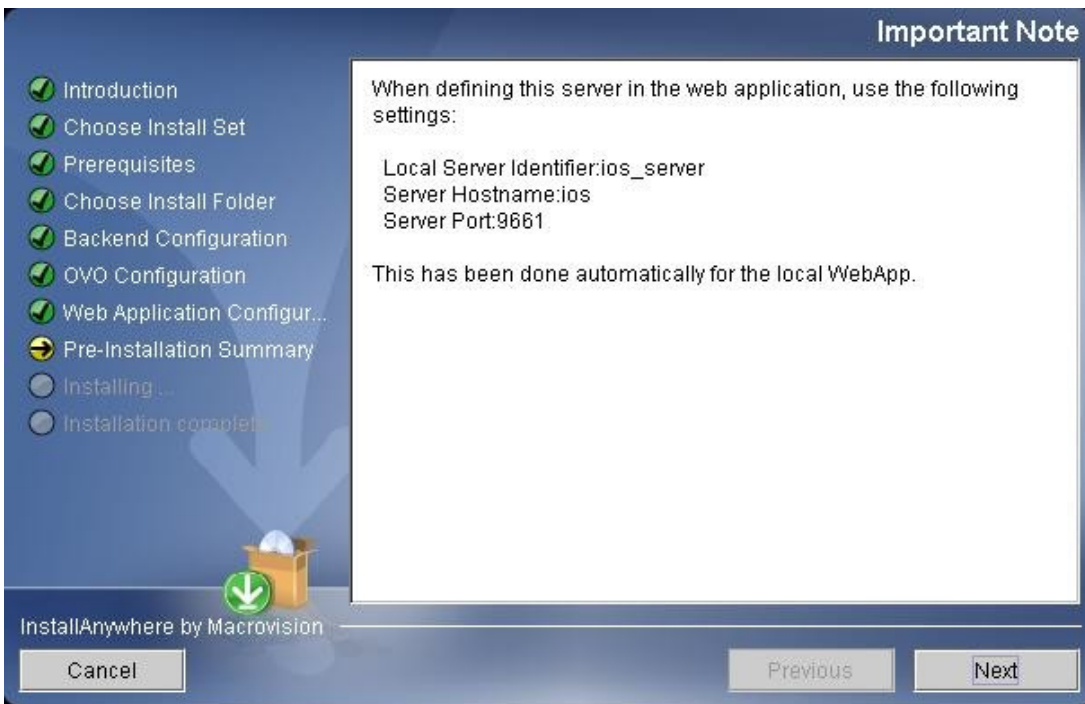 Important Note
Introduction
Choose Install Set
Prerequisites
Choose Install Folder
Backend Configuration
OVO Configuration
Web Application Configur...
Pre-Installation Summary
Installing ...
Installation complete
When defining this server in the web application, use the following
settings:
Local Server Identifier:ios_server
Server Hostname:ios
Server Port:9661
This has been done automatically for the local WebApp.
InstallAnywhere by Macrovision
Cancel
Previous
Next